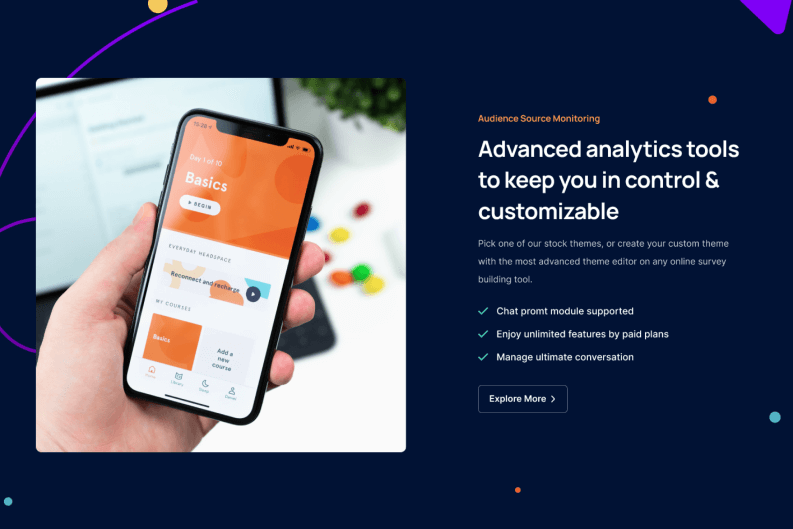 Audience Source Monitoring
Advanced analytics tools
to keep you in control &
customizable
Pick one of our stock themes, or create your custom theme
with the most advanced theme editor on any online survey
building tool.
Chat promt module supported
Enjoy unlimited features by paid plans
Manage ultimate conversation
Explore More
Day 1 of 10
Basics
BEGIN
EVERYDAY HEADSPACE
Reconnect and recharge
MY COURSES
Basics
Add a
new
course
Home
Library
Sleep